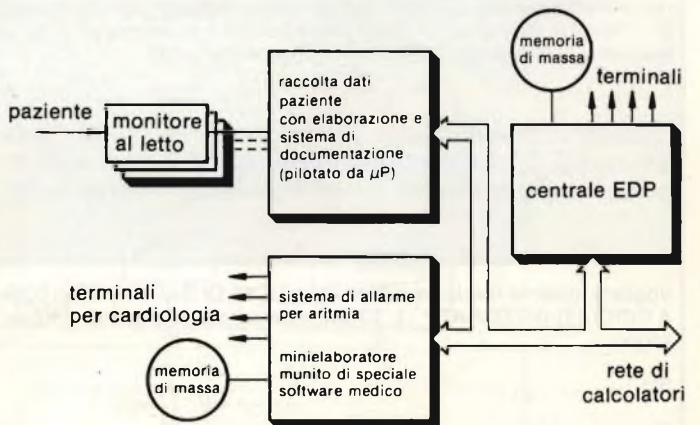 paziente
monitore
al letto
raccolta dati
paziente
con elaborazione e
sistema di
documentazione
(pilotato da µP)
memoria
di massa
terminali
centrale EDP
terminali
per cardiologia
memoria
di massa
sistema di allarme
per aritmia
minielaboratore
munito di speciale
software medico
rete di
calcolatori